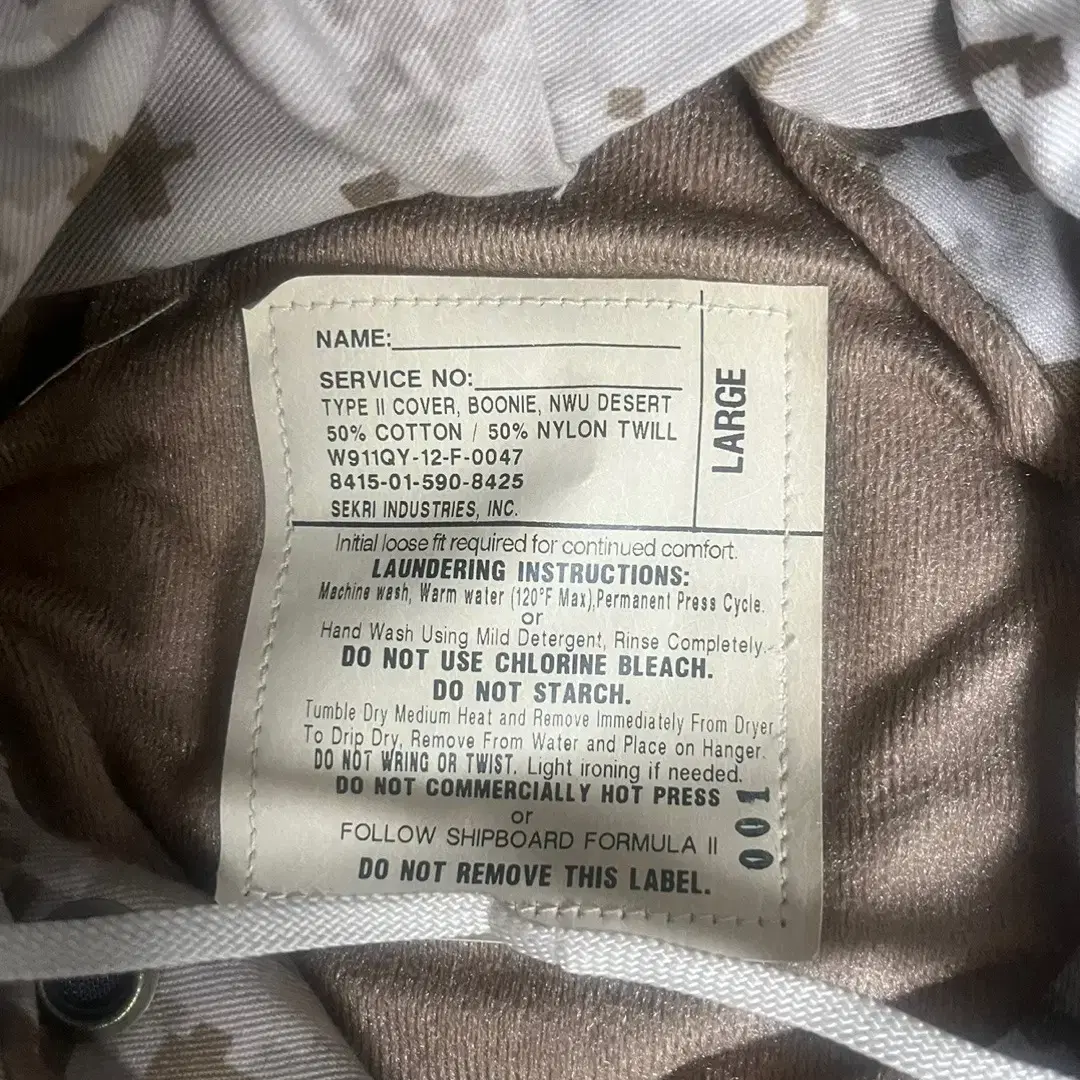 NAME:
SERVICE NO:
TYPE II COVER, BOONIE, NWU DESERT
50% COTTON / 50% NYLON TWILL
W911QY-12-F-0047
8415-01-590-8425
SEKRI INDUSTRIES, INC.
LARGE
Initial loose fit required for continued comfort.
LAUNDERING INSTRUCTIONS:
Machine wash, Warm water (120°F Max),Permanent Press Cycle.
or
Hand Wash Using Mild Detergent, Rinse Completely.
DO NOT USE CHLORINE BLEACH.
DO NOT STARCH.
Tumble Dry Medium Heat and Remove Immediately From Dryer
To Drip Dry, Remove From Water and Place on Hanger.
DO NOT WRING OR TWIST. Light ironing if needed.
DO NOT COMMERCIALLY HOT PRESS
or
FOLLOW SHIPBOARD FORMULA II
DO NOT REMOVE THIS LABEL.
001